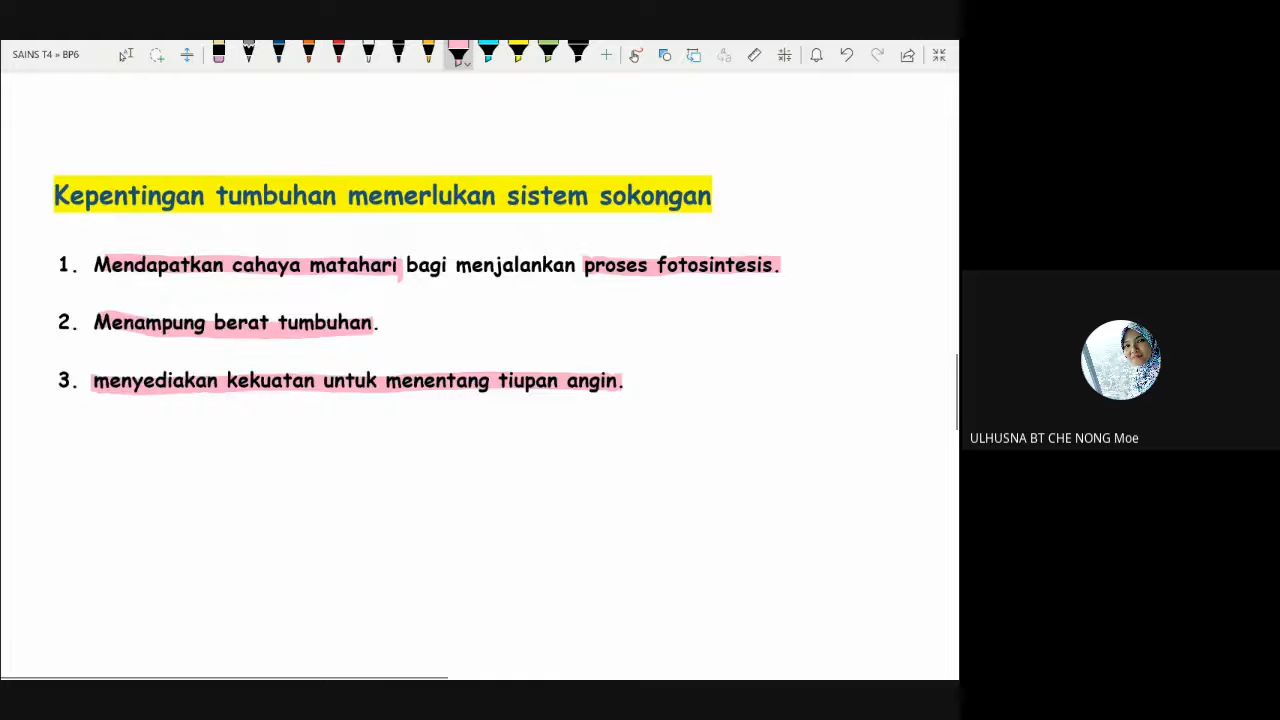 SAINS T4 » BP6
Kepentingan tumbuhan memerlukan sistem sokongan
1. Mendapatkan cahaya matahari bagi menjalankan proses fotosintesis.
2. Menampung berat tumbuhan.
3. menyediakan kekuatan untuk menentang tiupan angin.
ULHUSNA BT CHE NONG Moe